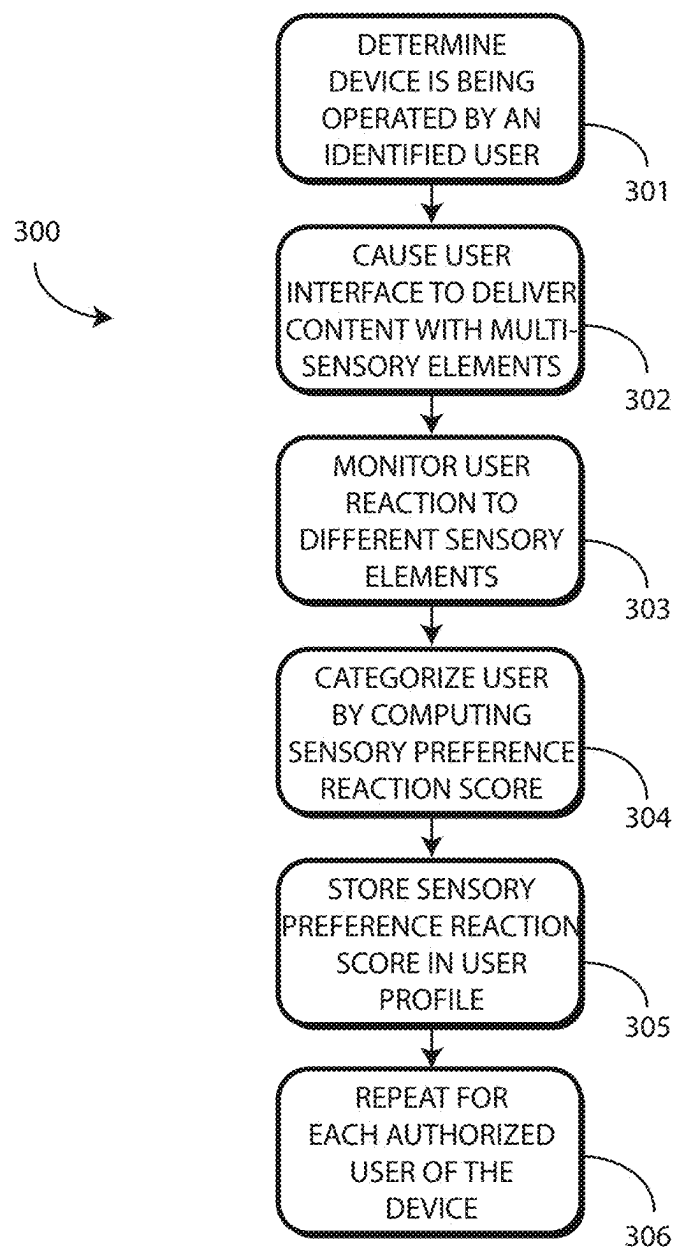 DETERMINE
DEVICE IS BEING
OPERATED BY AN
IDENTIFIED USER
301
300
CAUSE USER
INTERFACE TO DELIVER
CONTENT WITH MULTI-
SENSORY ELEMENTS
302
MONITOR USER
REACTION TO
DIFFERENT SENSORY
ELEMENTS
303
CATEGORIZE USER
BY COMPUTING
SENSORY PREFERENCE
REACTION SCORE
304
STORE SENSORY
PREFERENCE REACTION
SCORE IN USER
PROFILE
305
REPEAT FOR
EACH AUTHORIZED
USER OF THE
DEVICE
306